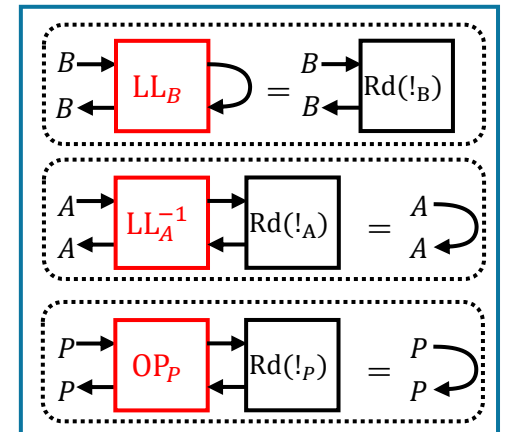 B LL_B = B Rd(!_B)
B B
A LL_A^{-1} Rd(!_A) = A
A A
P OP_P Rd(!_P) = P
P P